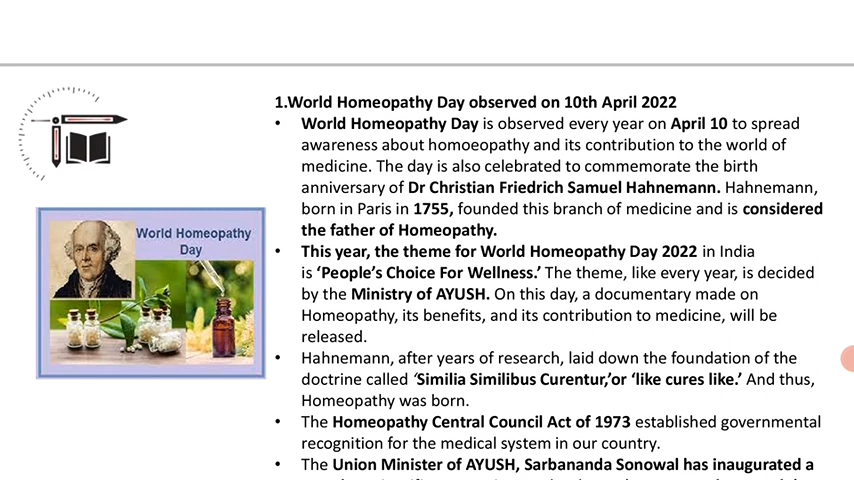 1.World Homeopathy Day observed on 10th April 2022
• World Homeopathy Day is observed every year on April 10 to spread
awareness about homoeopathy and its contribution to the world of
medicine. The day is also celebrated to commemorate the birth
anniversary of Dr Christian Friedrich Samuel Hahnemann. Hahnemann,
born in Paris in 1755, founded this branch of medicine and is considered
the father of Homeopathy.
World Homeopathy
Day
• This year, the theme for World Homeopathy Day 2022 in India
is ‘People’s Choice For Wellness.’ The theme, like every year, is decided
by the Ministry of AYUSH. On this day, a documentary made on
Homeopathy, its benefits, and its contribution to medicine, will be
released.
• Hahnemann, after years of research, laid down the foundation of the
doctrine called ‘Similia Similibus Curentur,’or ‘like cures like.’ And thus,
Homeopathy was born.
• The Homeopathy Central Council Act of 1973 established governmental
recognition for the medical system in our country.
• The Union Minister of AYUSH, Sarbananda Sonowal has inaugurated a